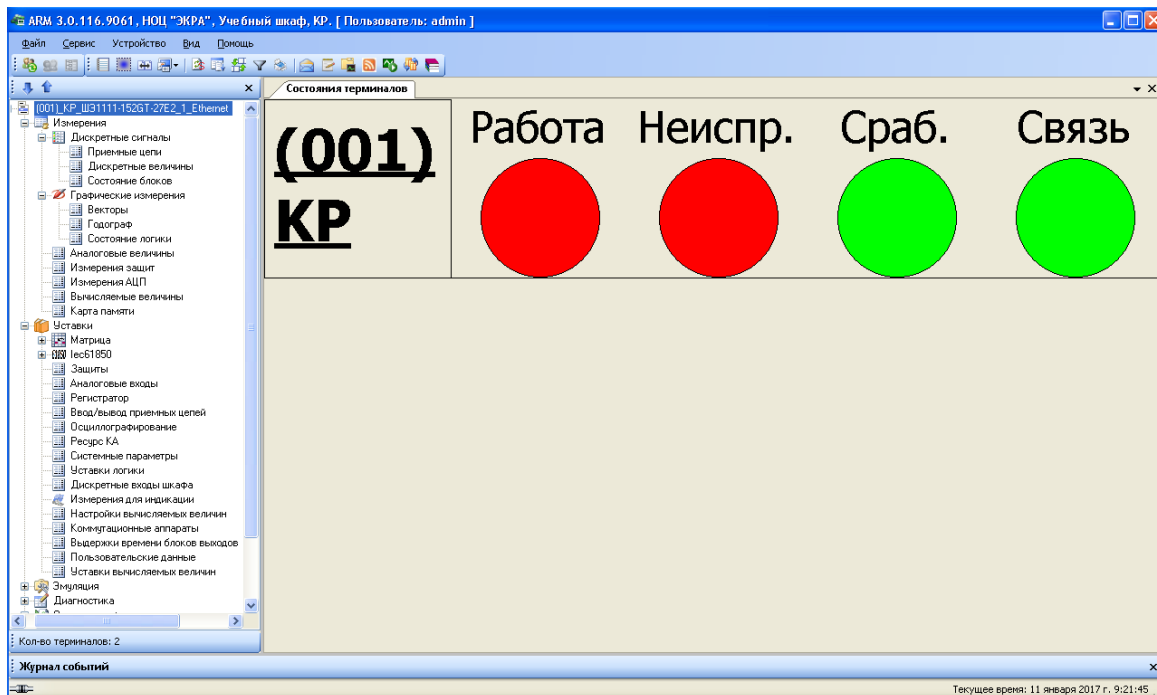 ARM 3.0.116.9061, НОЦ "ЭКРА", Учебный шкаф, КР. [ Пользователь: admin ]
Файл Сервис Устройство Вид Помощь
Состояния терминалов
(001)_КР_ШЭ1111-152GT-27E2_1_Ethernet
Измерения
Дискретные сигналы
Приемные цепи
Дискретные величины
Состояние блоков
Графические измерения
Векторы
Годограф
Состояние логики
Аналоговые величины
Измерения защит
Измерения АЦП
Вычисляемые величины
Карта памяти
Уставки
Матрица
Iec61850
Защиты
Аналоговые входы
Регистратор
Ввод/вывод приемных цепей
Осциллографирование
Ресурс КА
Системные параметры
Уставки логики
Дискретные входы шкафа
Измерения для индикации
Настройки вычисляемых величин
Коммутационные аппараты
Выдержки времени блоков выходов
Пользовательские данные
Уставки вычисляемых величин
Эмуляция
Диагностика
Кол-во терминалов: 2
(001)
КР
Работа Неиспр. Сраб. Связь
Журнал событий
Текущее время: 11 января 2017 г. 9:21:45